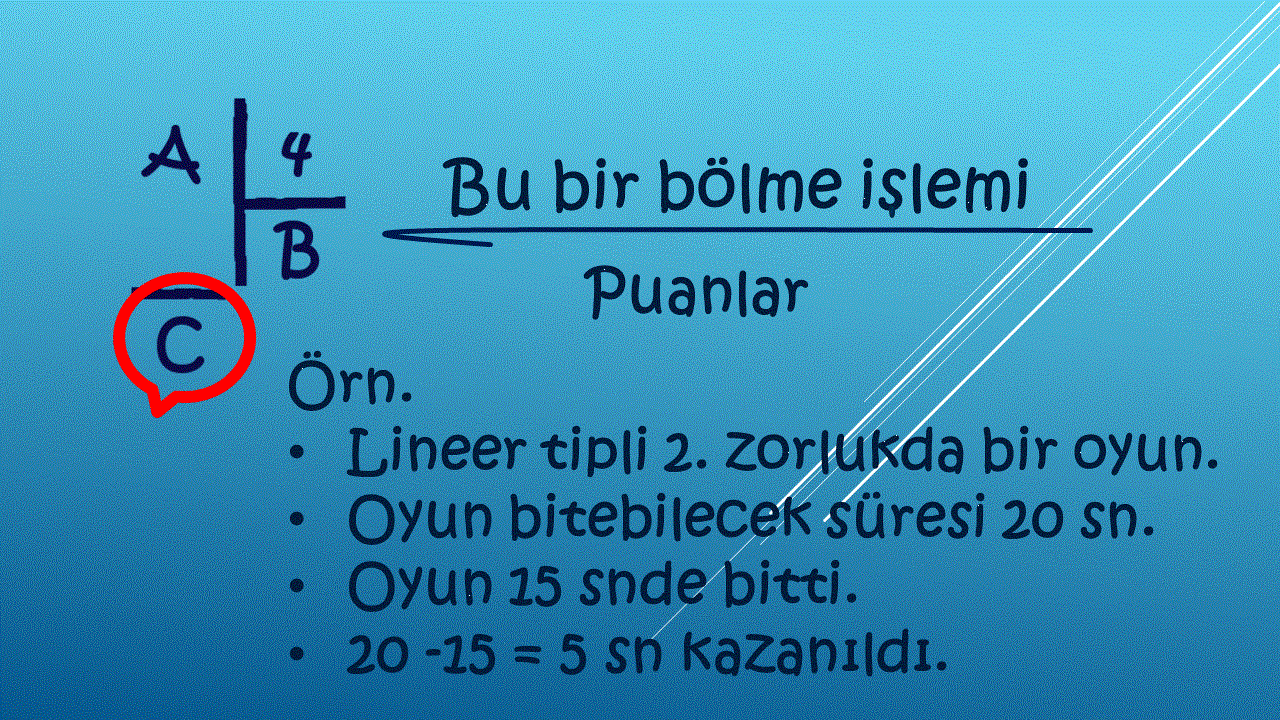 A 4
B
C
Bu bir bölme işlemi
Puanlar
Örn.
• Lineer tipli 2. zorlukda bir oyun.
• Oyun bitebilecek süresi 20 sn.
• Oyun 15 snde bitti.
• 20 -15 = 5 sn kazanıldı.